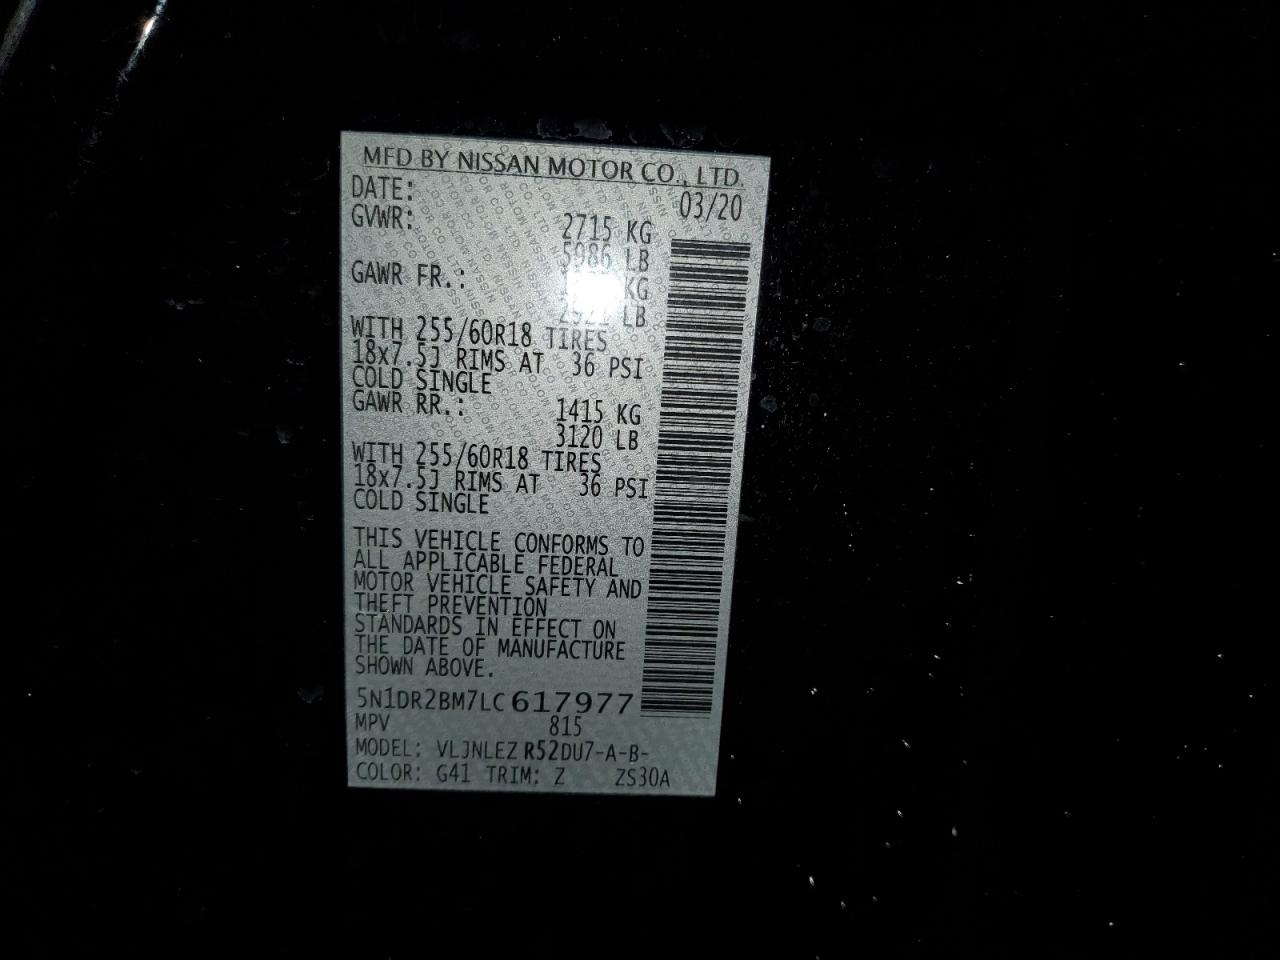 MFD BY NISSAN MOTOR CO., LTD.
DATE: 03/20
GVWR: 2715 KG
5986 LB
GAWR FR.: KG
LB
WITH 255/60R18 TIRES
18x7.5J RIMS AT 36 PSI
COLD SINGLE
GAWR RR.: 1415 KG
3120 LB
WITH 255/60R18 TIRES
18x7.5J RIMS AT 36 PSI
COLD SINGLE
THIS VEHICLE CONFORMS TO
ALL APPLICABLE FEDERAL
MOTOR VEHICLE SAFETY AND
THEFT PREVENTION
STANDARDS IN EFFECT ON
THE DATE OF MANUFACTURE
SHOWN ABOVE.
5N1DR2BM7LC617977
MPV 815
MODEL: VLJNLEZ R52DU7-A-B-
COLOR: G41 TRIM: Z ZS30A